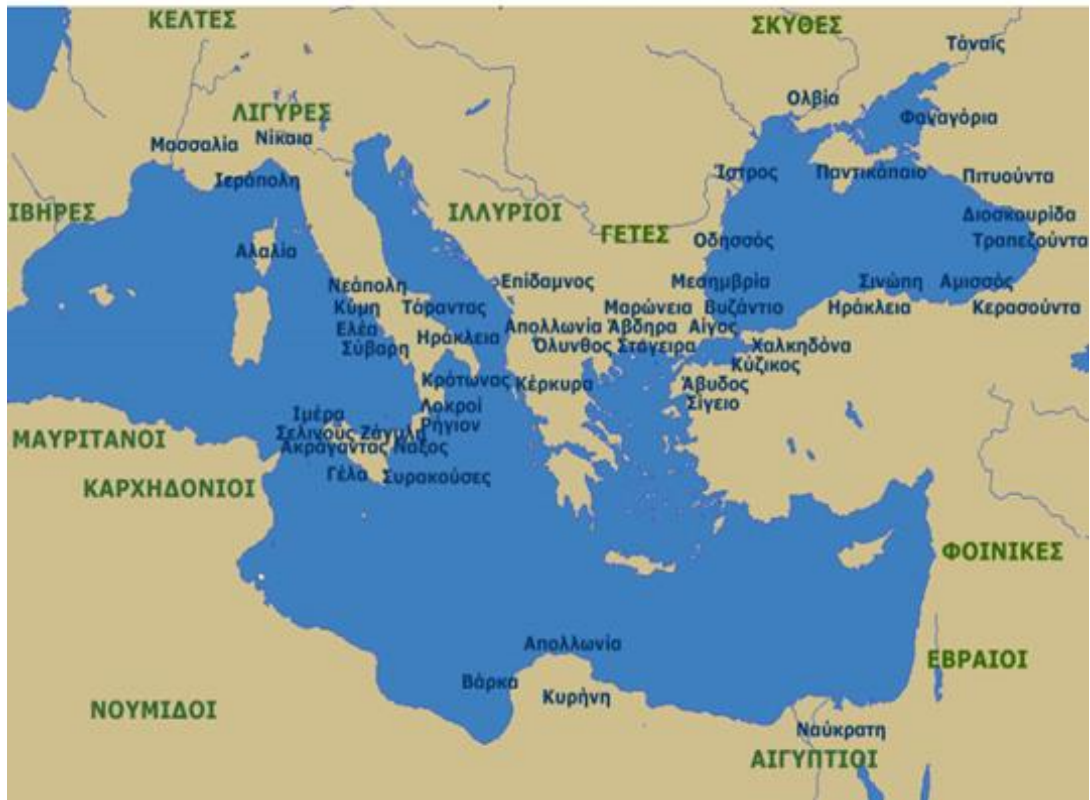 ΚΕΛΤΕΣ
ΣΚΥΘΕΣ
Τάναϊς
Ολβία
ΛΙΓΥΡΕΣ
Φαναγόρια
Μασσαλία
Νίκαια
Ίστρος
Παντικάπαιο
Πιτυούντα
Ιεράπολη
ΙΒΗΡΕΣ
ΙΛΛΥΡΙΟΙ
Διοσκουρίδα
ΓΕΤΕΣ
Οδησσός
Τραπεζούντα
Αλαλία
Επίδαμνος
Μεσημβρία
Σινώπη
Αμισσός
Νεάπολη
Κύμη
Τάραντας
Μαρώνεια
Βυζάντιο
Ηράκλεια
Κερασούντα
Ελέα
Ηράκλεια
Απολλωνία
Άβδηρα
Αίγος
Σύβαρη
Όλυνθος
Στάγειρα
Χαλκηδόνα
Κύζικος
Κρότωνας
Κέρκυρα
Άβυδος
Σίγειο
Λοκροί
Ιμέρα
Ρήγιον
ΜΑΥΡΙΤΑΝΟΙ
Σελινούς
Ζάγυλη
Ακράγαντας
Νάξος
Γέλα
Συρακούσες
ΚΑΡΧΗΔΟΝΙΟΙ
ΦΟΙΝΙΚΕΣ
Απολλωνία
ΕΒΡΑΙΟΙ
Βάρκα
Κυρήνη
ΝΟΥΜΙΔΟΙ
Ναύκρατη
ΑΙΓΥΠΤΙΟΙ